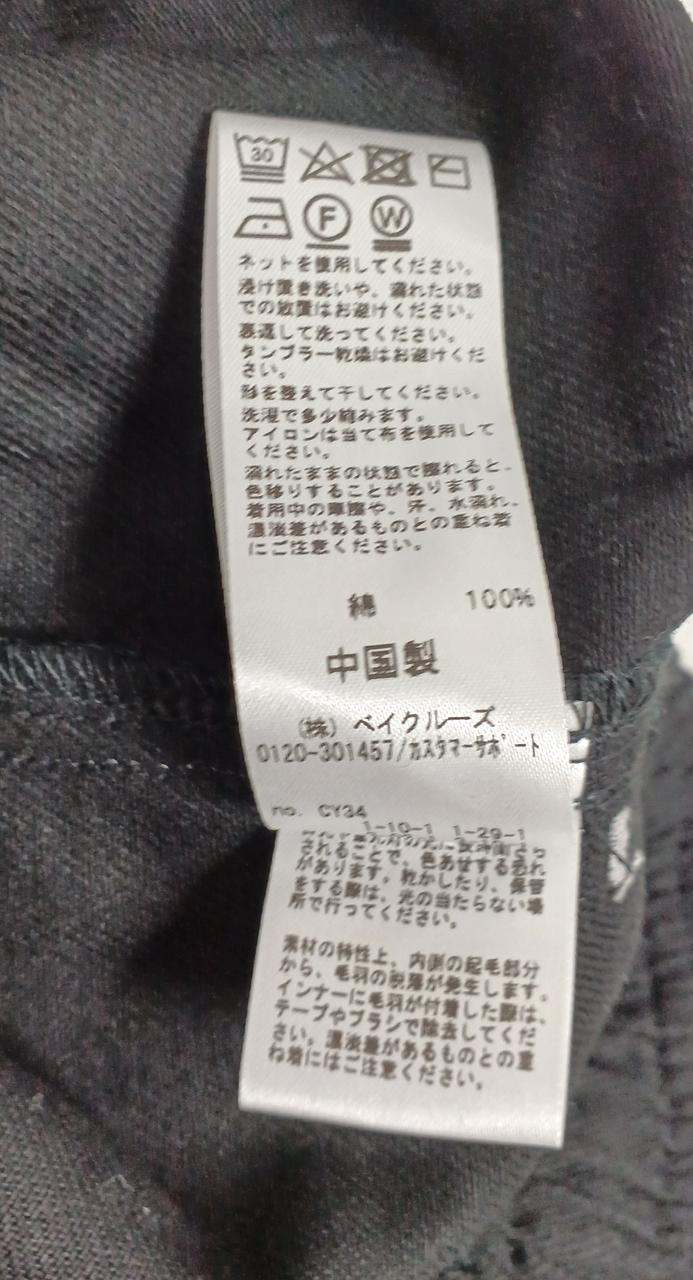 30
F W
ネットを使用してください。
浸け置き洗いや、濡れた状態
での放置はお避けください。
裏返して洗ってください。
タンブラー乾燥はお避けくだ
さい。
形を整えて干してください。
洗濯で多少縮みます。
アイロンは当て布を使用して
ください。
濡れたままの状態で擦れると、
色移りすることがあります。
着用中の摩擦や、汗、水濡れ、
濃淡差があるものとの重ね着
にご注意ください。
綿 100%
中国製
(株) ベイクルーズ
0120-301457/カスタマーサポート
no. CY34
1-10-1 1-29-1
されることで、色あせする恐れ
があります。乾かしたり、保管
をする際は、光の当たらない場
所で行ってください。
素材の特性上、内側の起毛部分
から、毛羽の脱落が発生します。
インナーに毛羽が付着した際は、
テープやブラシで除去してくだ
さい。濃淡差があるものとの重
ね着にはご注意ください。